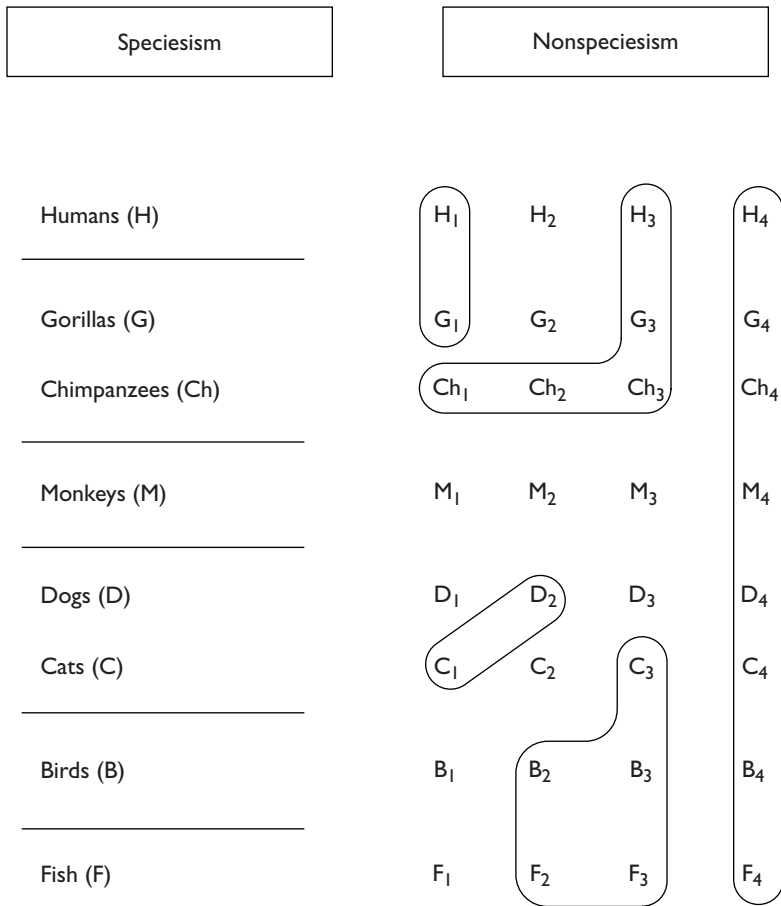 Speciesism Nonspeciesism
Humans (H) H₁ H₂ H₃ H₄
Gorillas (G) G₁ G₂ G₃ G₄
Chimpanzees (Ch) Ch₁ Ch₂ Ch₃ Ch₄
Monkeys (M) M₁ M₂ M₃ M₄
Dogs (D) D₁ D₂ D₃ D₄
Cats (C) C₁ C₂ C₃ C₄
Birds (B) B₁ B₂ B₃ B₄
Fish (F) F₁ F₂ F₃ F₄